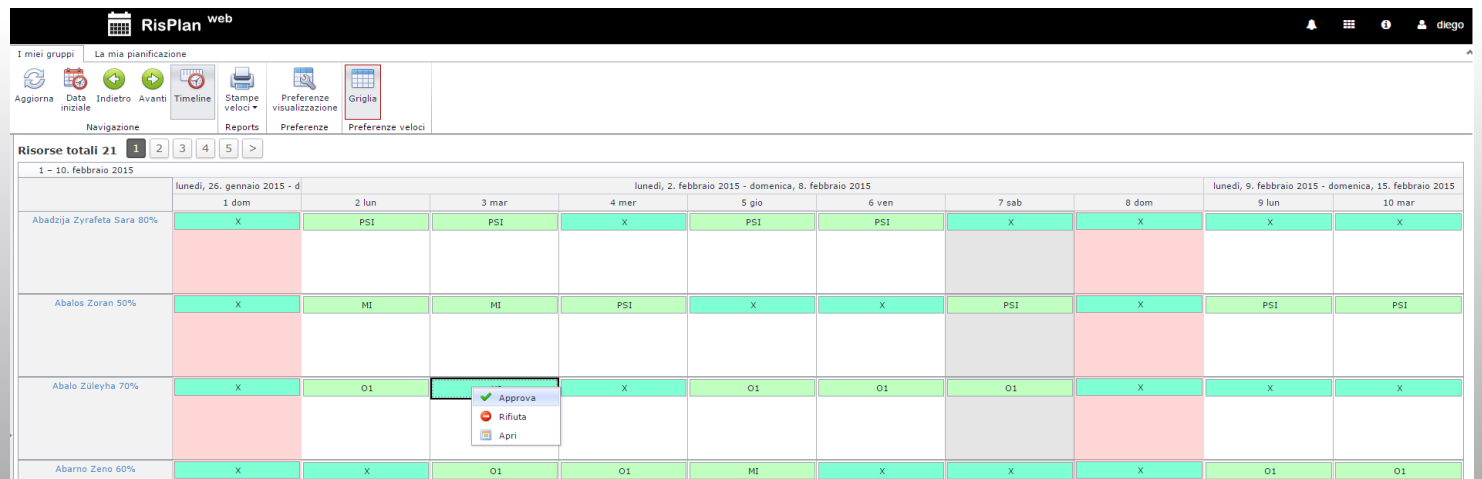 RisPlan web
diego
I miei gruppi La mia pianificazione
Aggiorna Data iniziale Indietro Avanti Timeline Stampe veloci Preferenze visualizzazione Griglia
Navigazione Reports Preferenze Preferenze veloci
Risorse totali 21 1 2 3 4 5 >
1 – 10. febbraio 2015
lunedì, 26. gennaio 2015 - d lunedì, 2. febbraio 2015 - domenica, 8. febbraio 2015 lunedì, 9. febbraio 2015 - domenica, 15. febbraio 2015
1 dom 2 lun 3 mar 4 mer 5 gio 6 ven 7 sab 8 dom 9 lun 10 mar
Abadzija Zyrafeta Sara 80% X PSI PSI X PSI PSI X X X X
Abalos Zoran 50% X MI MI PSI X X PSI X PSI PSI
Abalo Züleyha 70% X O1 X O1 O1 O1 X X X
Approva
Rifiuta
Apri
Abarno Zeno 60% X X O1 O1 MI X X X O1 O1